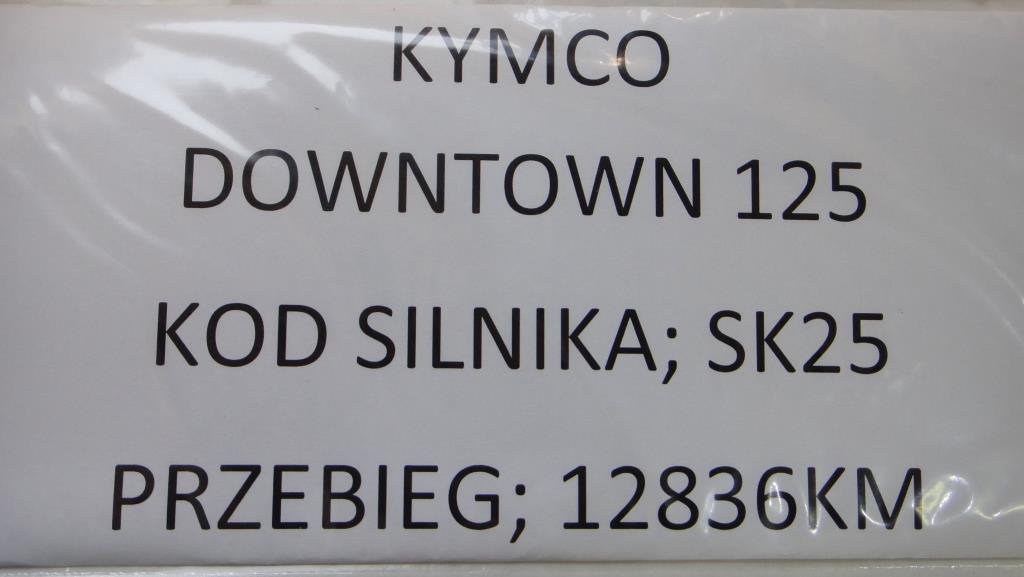 KYMCO
DOWNTOWN 125
KOD SILNIKA; SK25
PRZEBIEG; 12836KM